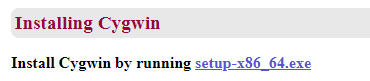 Installing Cygwin
Install Cygwin by running setup-x86_64.exe